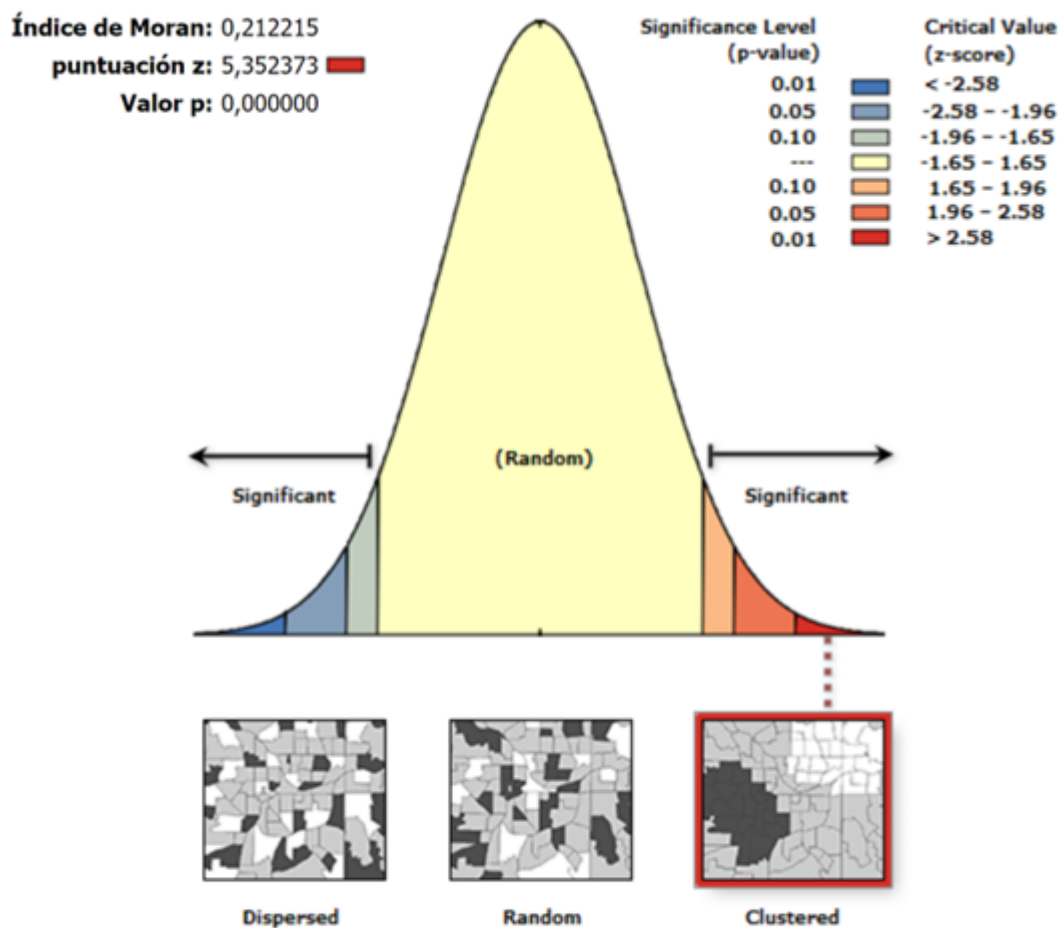 Índice de Moran: 0,212215
puntuación z: 5,352373
Valor p: 0,000000
Significance Level Critical Value
(p-value) (z-score)
0.01 < -2.58
0.05 -2.58 – -1.96
0.10 -1.96 – -1.65
--- -1.65 – 1.65
0.10 1.65 – 1.96
0.05 1.96 – 2.58
0.01 > 2.58
(Random)
Significant Significant
Dispersed Random Clustered